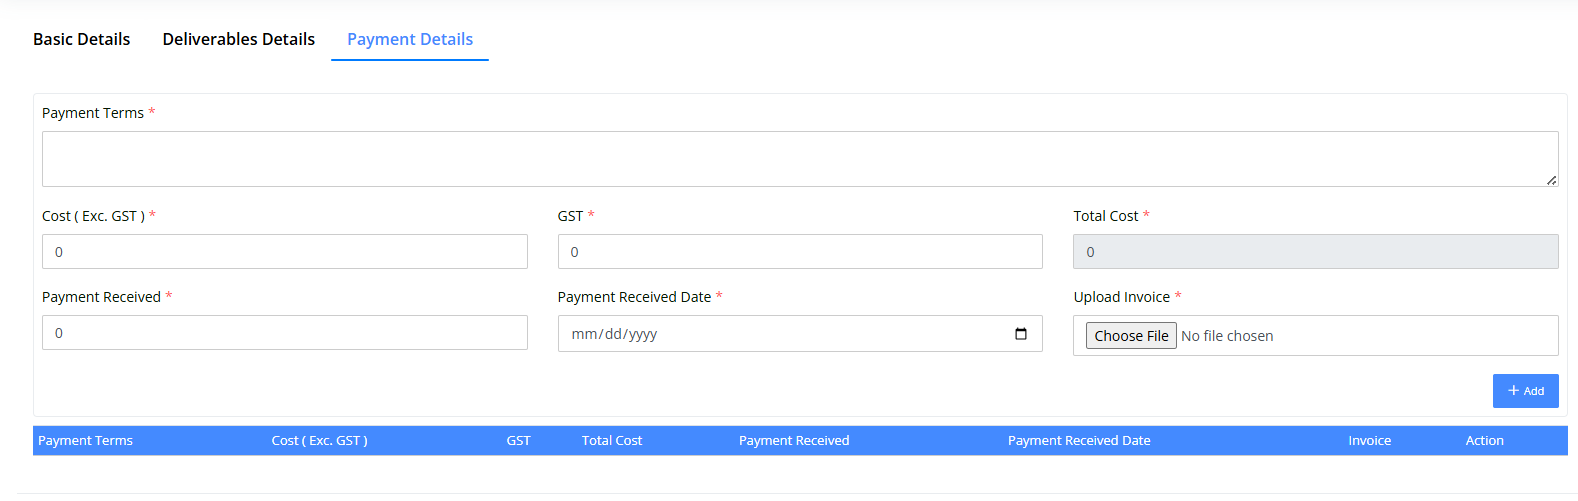 Basic Details Deliverables Details Payment Details
Payment Terms *
Cost ( Exc. GST ) * GST * Total Cost *
0 0 0
Payment Received * Payment Received Date * Upload Invoice *
0 mm/dd/yyyy Choose File No file chosen
+ Add
Payment Terms Cost ( Exc. GST ) GST Total Cost Payment Received Payment Received Date Invoice Action